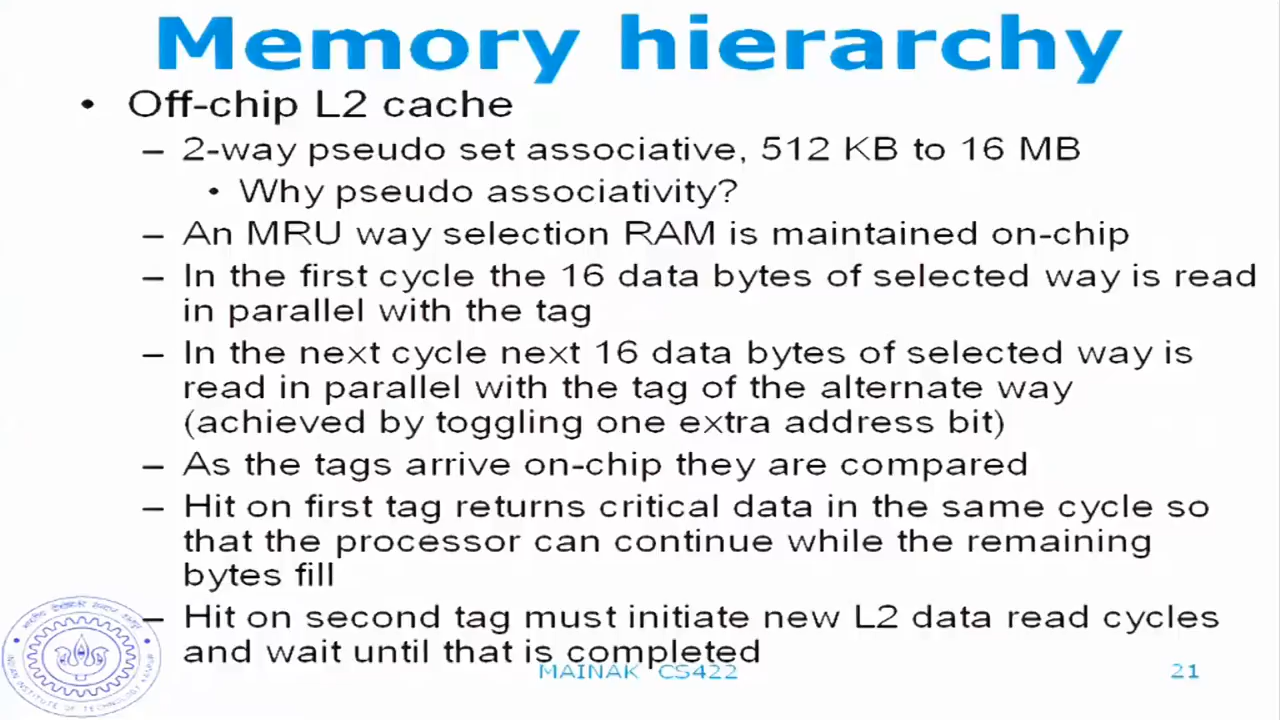 Memory hierarchy
• Off-chip L2 cache
– 2-way pseudo set associative, 512 KB to 16 MB
• Why pseudo associativity?
– An MRU way selection RAM is maintained on-chip
– In the first cycle the 16 data bytes of selected way is read
in parallel with the tag
– In the next cycle next 16 data bytes of selected way is
read in parallel with the tag of the alternate way
(achieved by toggling one extra address bit)
– As the tags arrive on-chip they are compared
– Hit on first tag returns critical data in the same cycle so
that the processor can continue while the remaining
bytes fill
– Hit on second tag must initiate new L2 data read cycles
and wait until that is completed
MAINAK CS422
21
INDIAN INSTITUTE OF TECHNOLOGY KANPUR